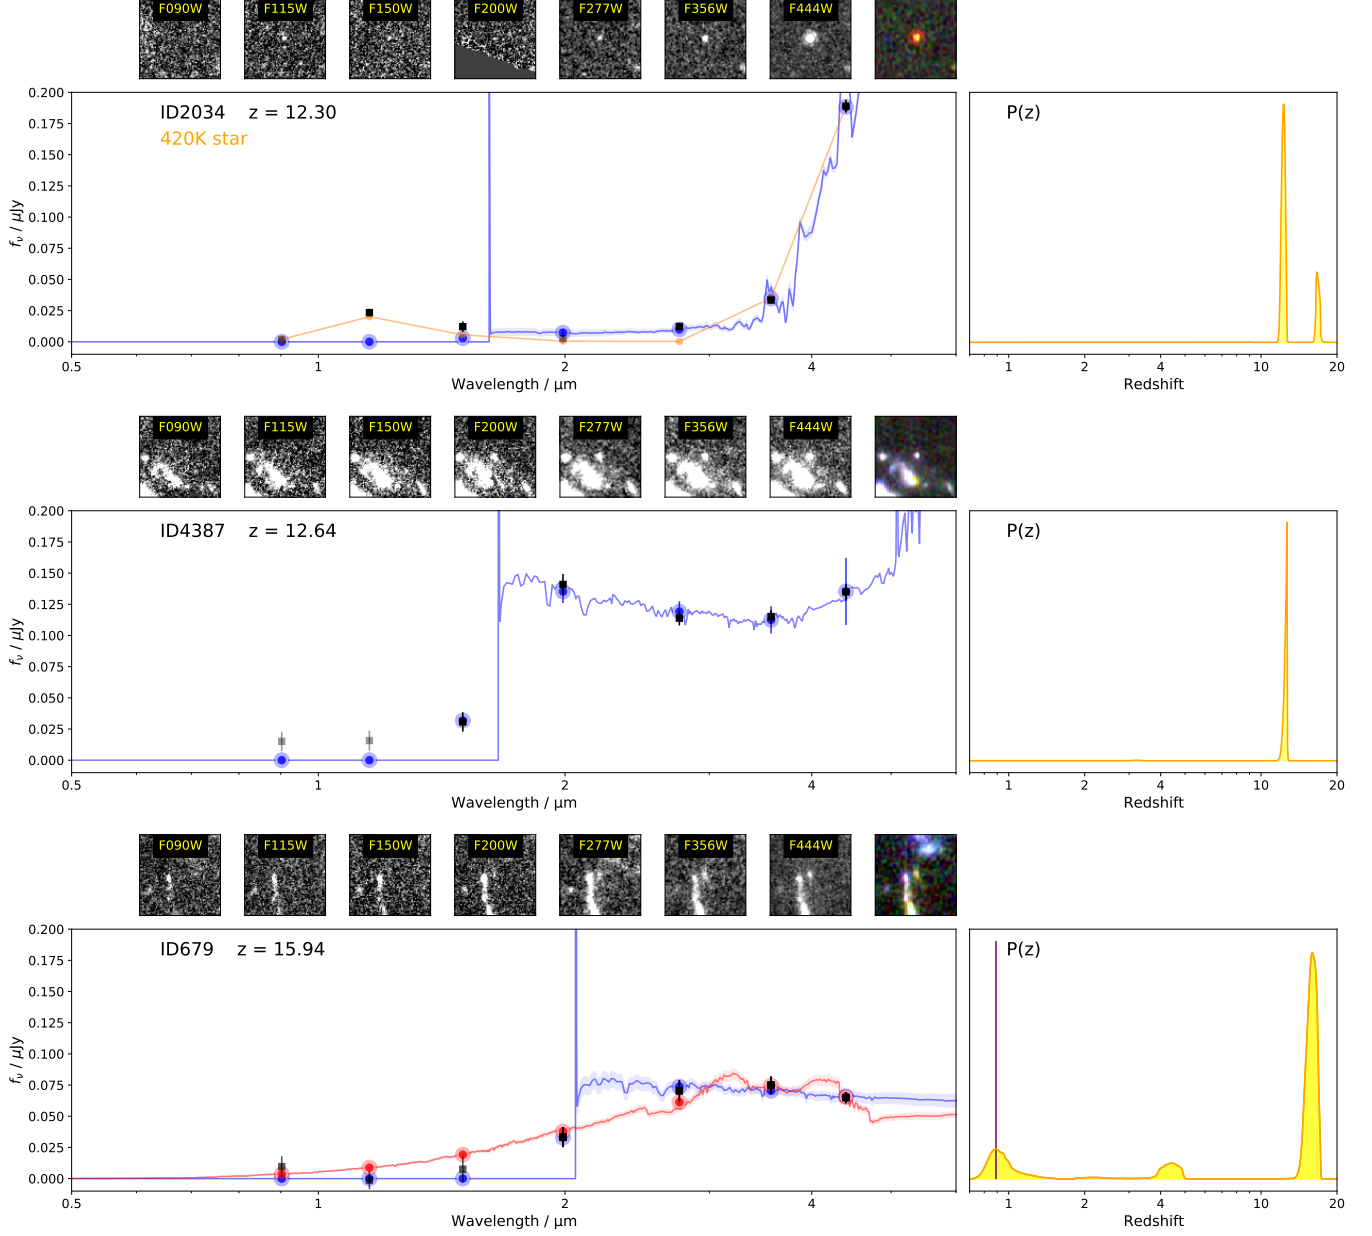 F090W F115W F150W F200W F277W F356W F444W
ID2034 z = 12.30
420K star
P(z)
0.200
0.175
0.150
0.125
0.100
0.075
0.050
0.025
0.000
fν / μJy
0.5 1 2 4
Wavelength / μm
1 2 4 10 20
Redshift
F090W F115W F150W F200W F277W F356W F444W
ID4387 z = 12.64
P(z)
0.200
0.175
0.150
0.125
0.100
0.075
0.050
0.025
0.000
fν / μJy
0.5 1 2 4
Wavelength / μm
1 2 4 10 20
Redshift
F090W F115W F150W F200W F277W F356W F444W
ID679 z = 15.94
P(z)
0.200
0.175
0.150
0.125
0.100
0.075
0.050
0.025
0.000
fν / μJy
0.5 1 2 4
Wavelength / μm
1 2 4 10 20
Redshift